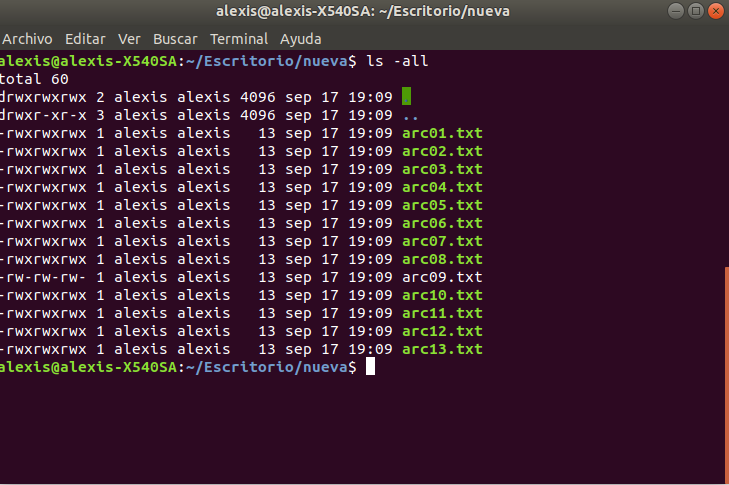 alexis@alexis-X540SA: ~/Escritorio/nueva
Archivo Editar Ver Buscar Terminal Ayuda
alexis@alexis-X540SA:~/Escritorio/nueva$ ls -all
total 60
drwxrwxrwx 2 alexis alexis 4096 sep 17 19:09 .
drwxr-xr-x 3 alexis alexis 4096 sep 17 19:09 ..
-rwxrwxrwx 1 alexis alexis   13 sep 17 19:09 arc01.txt
-rwxrwxrwx 1 alexis alexis   13 sep 17 19:09 arc02.txt
-rwxrwxrwx 1 alexis alexis   13 sep 17 19:09 arc03.txt
-rwxrwxrwx 1 alexis alexis   13 sep 17 19:09 arc04.txt
-rwxrwxrwx 1 alexis alexis   13 sep 17 19:09 arc05.txt
-rwxrwxrwx 1 alexis alexis   13 sep 17 19:09 arc06.txt
-rwxrwxrwx 1 alexis alexis   13 sep 17 19:09 arc07.txt
-rwxrwxrwx 1 alexis alexis   13 sep 17 19:09 arc08.txt
-rw-rw-rw- 1 alexis alexis   13 sep 17 19:09 arc09.txt
-rwxrwxrwx 1 alexis alexis   13 sep 17 19:09 arc10.txt
-rwxrwxrwx 1 alexis alexis   13 sep 17 19:09 arc11.txt
-rwxrwxrwx 1 alexis alexis   13 sep 17 19:09 arc12.txt
-rwxrwxrwx 1 alexis alexis   13 sep 17 19:09 arc13.txt
alexis@alexis-X540SA:~/Escritorio/nueva$